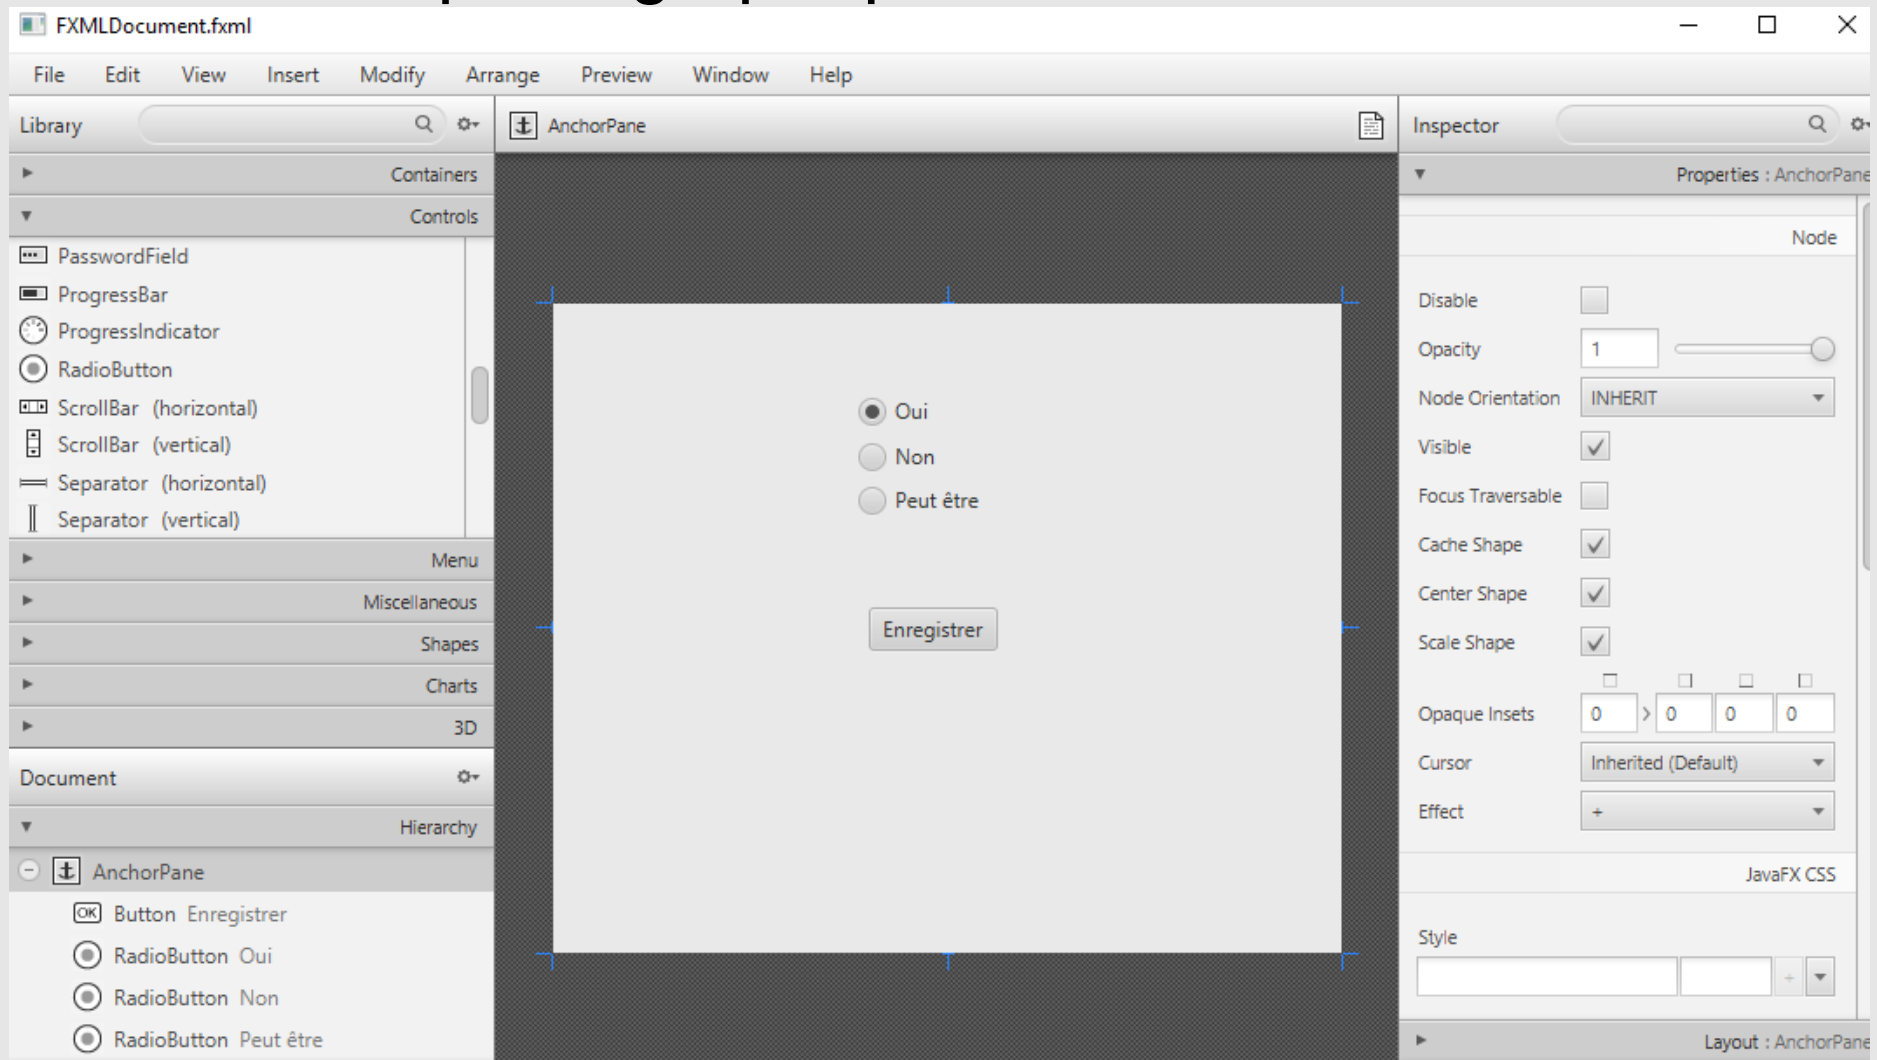 FXMLDocument.fxml
File Edit View Insert Modify Arrange Preview Window Help
Library
Containers
Controls
PasswordField
ProgressBar
ProgressIndicator
RadioButton
ScrollBar (horizontal)
ScrollBar (vertical)
Separator (horizontal)
Separator (vertical)
Menu
Miscellaneous
Shapes
Charts
3D
Document
Hierarchy
AnchorPane
OK Button Enregistrer
RadioButton Oui
RadioButton Non
RadioButton Peut être
AnchorPane
Oui
Non
Peut être
Enregistrer
Inspector
Properties : AnchorPane
Node
Disable
Opacity 1
Node Orientation INHERIT
Visible
Focus Traversable
Cache Shape
Center Shape
Scale Shape
Opaque Insets 0 > 0 0 0
Cursor Inherited (Default)
Effect +
JavaFX CSS
Style
+
Layout : AnchorPane